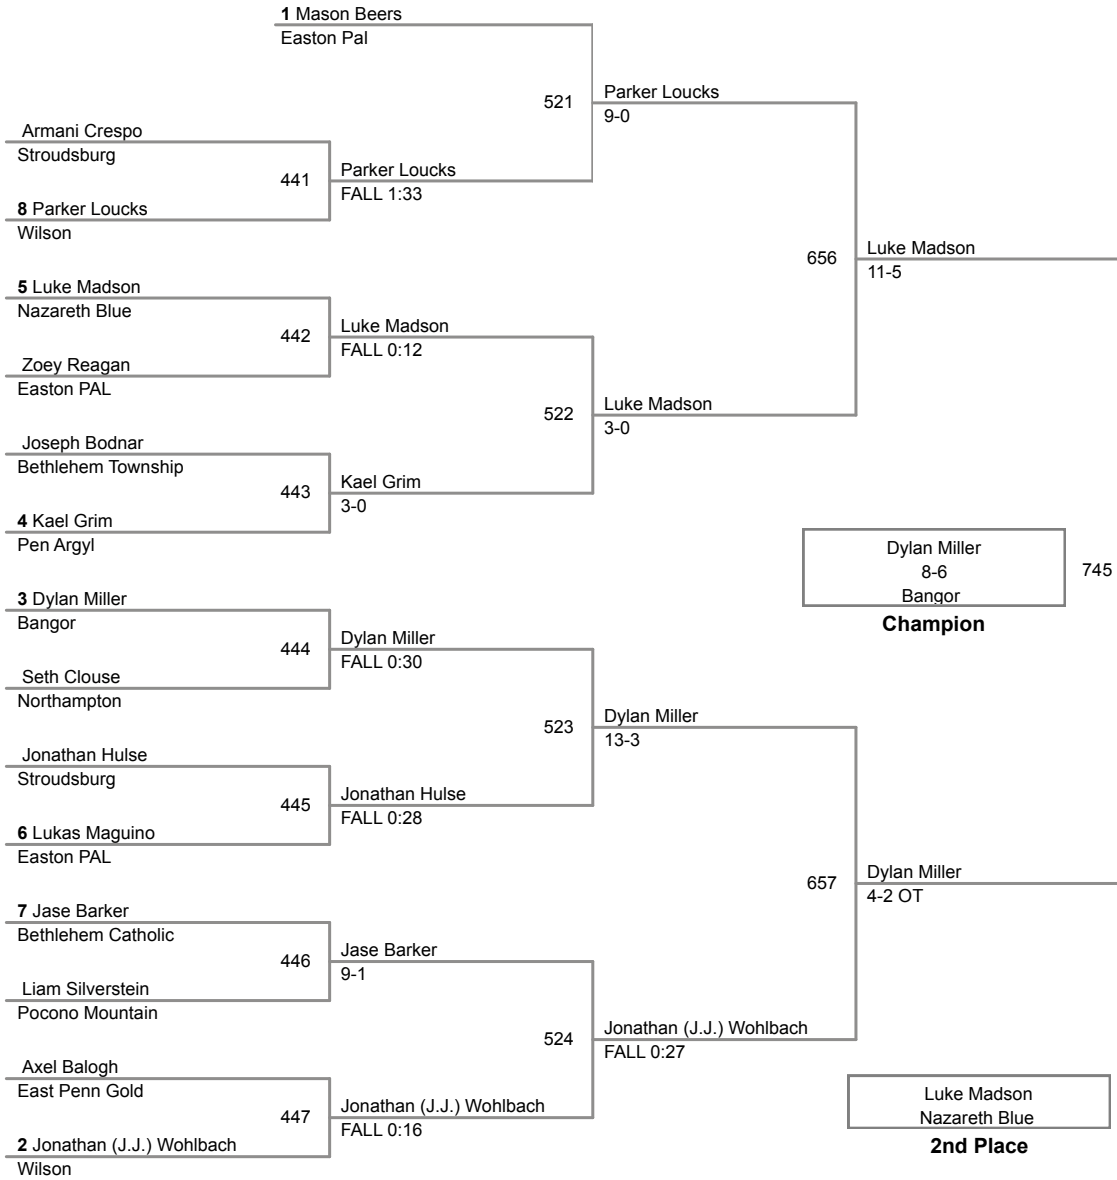 1 Mason Beers
Easton Pal
521
Parker Loucks
9-0
Armani Crespo
Stroudsburg
441
Parker Loucks
FALL 1:33
8 Parker Loucks
Wilson
656
Luke Madson
11-5
5 Luke Madson
Nazareth Blue
442
Luke Madson
FALL 0:12
Zoey Reagan
Easton PAL
522
Luke Madson
3-0
Joseph Bodnar
Bethlehem Township
443
Kael Grim
3-0
4 Kael Grim
Pen Argyl
Dylan Miller
8-6
Bangor
745
Champion
3 Dylan Miller
Bangor
444
Dylan Miller
FALL 0:30
Seth Clouse
Northampton
523
Dylan Miller
13-3
Jonathan Hulse
Stroudsburg
445
Jonathan Hulse
FALL 0:28
6 Lukas Maguino
Easton PAL
657
Dylan Miller
4-2 OT
7 Jase Barker
Bethlehem Catholic
446
Jase Barker
9-1
Liam Silverstein
Pocono Mountain
524
Jonathan (J.J.) Wohlbach
FALL 0:27
Axel Balogh
East Penn Gold
447
Jonathan (J.J.) Wohlbach
FALL 0:16
2 Jonathan (J.J.) Wohlbach
Wilson
Luke Madson
Nazareth Blue
2nd Place